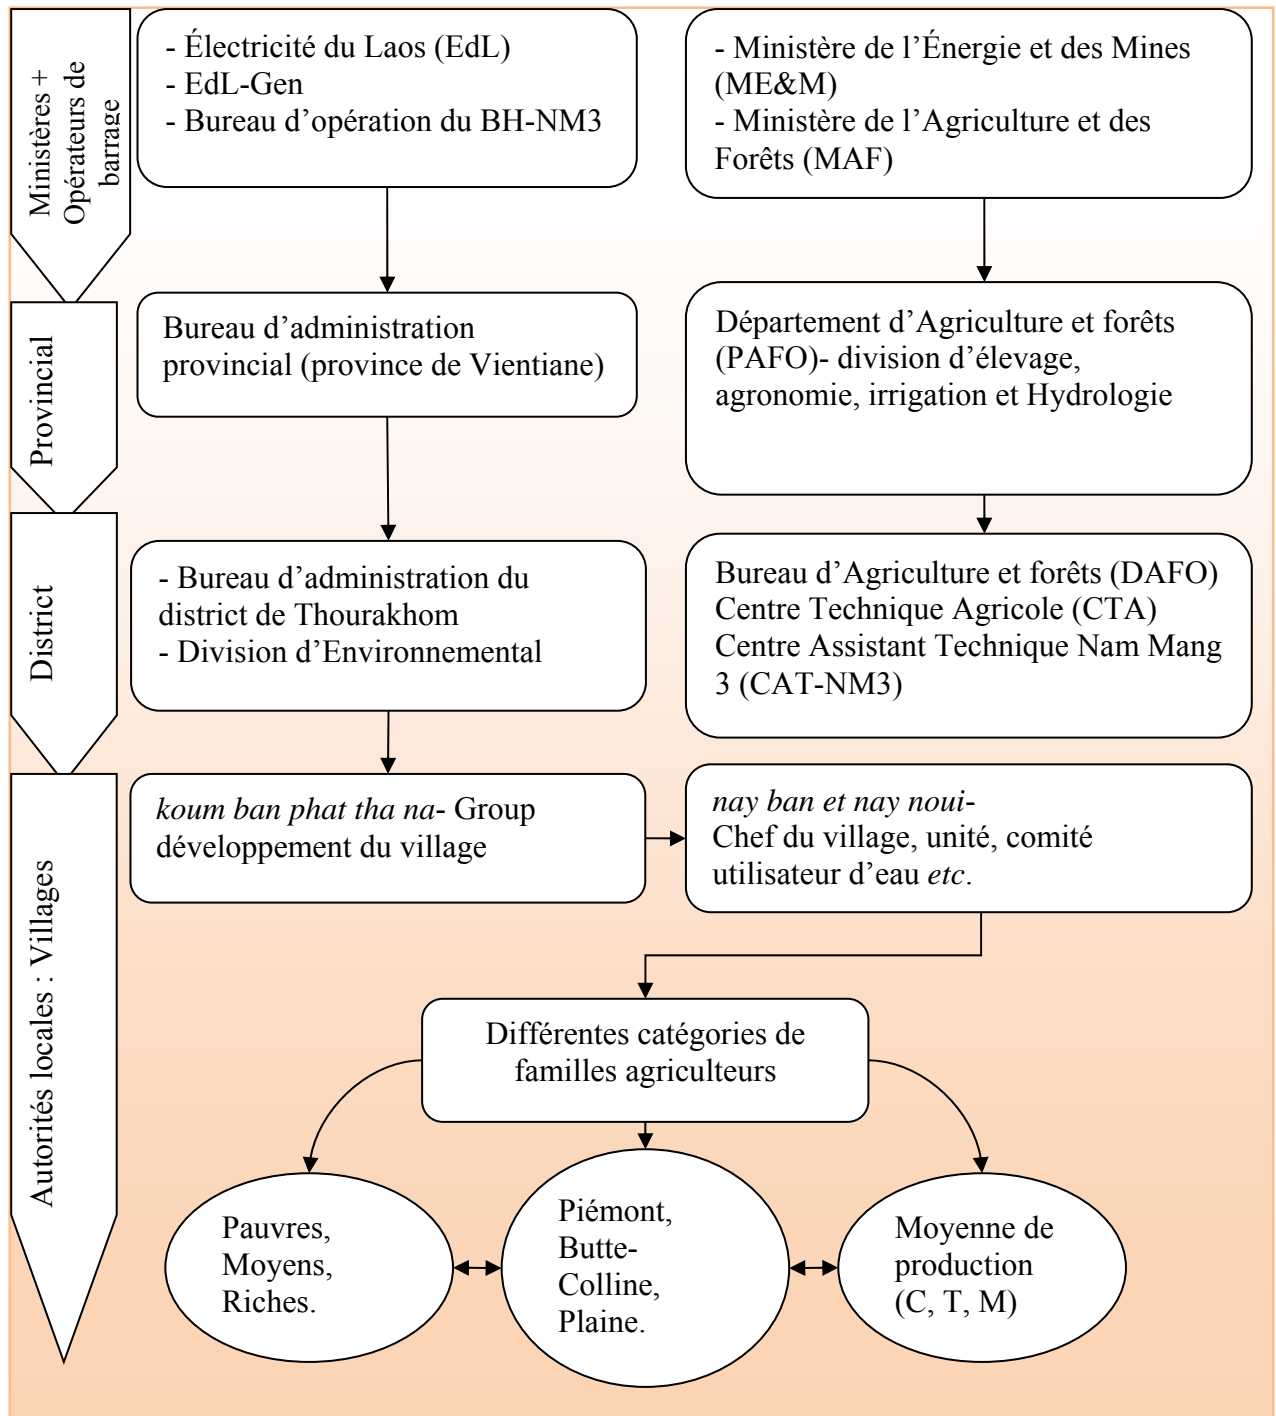 Ministères +
Opérateurs de
barrage
- Électricité du Laos (EdL)
- EdL-Gen
- Bureau d’opération du BH-NM3
- Ministère de l’Énergie et des Mines
(ME&M)
- Ministère de l’Agriculture et des
Forêts (MAF)
Provincial
Bureau d’administration
provincial (province de Vientiane)
Département d’Agriculture et forêts
(PAFO)- division d’élevage,
agronomie, irrigation et Hydrologie
District
- Bureau d’administration du
district de Thourakhom
- Division d’Environnemental
Bureau d’Agriculture et forêts (DAFO)
Centre Technique Agricole (CTA)
Centre Assistant Technique Nam Mang
3 (CAT-NM3)
Autorités locales : Villages
koum ban phat tha na- Group
développement du village
nay ban et nay noui-
Chef du village, unité, comité
utilisateur d’eau etc.
Différentes catégories de
familles agriculteurs
Pauvres,
Moyens,
Riches.
Piémont,
Butte-
Colline,
Plaine.
Moyenne de
production
(C, T, M)